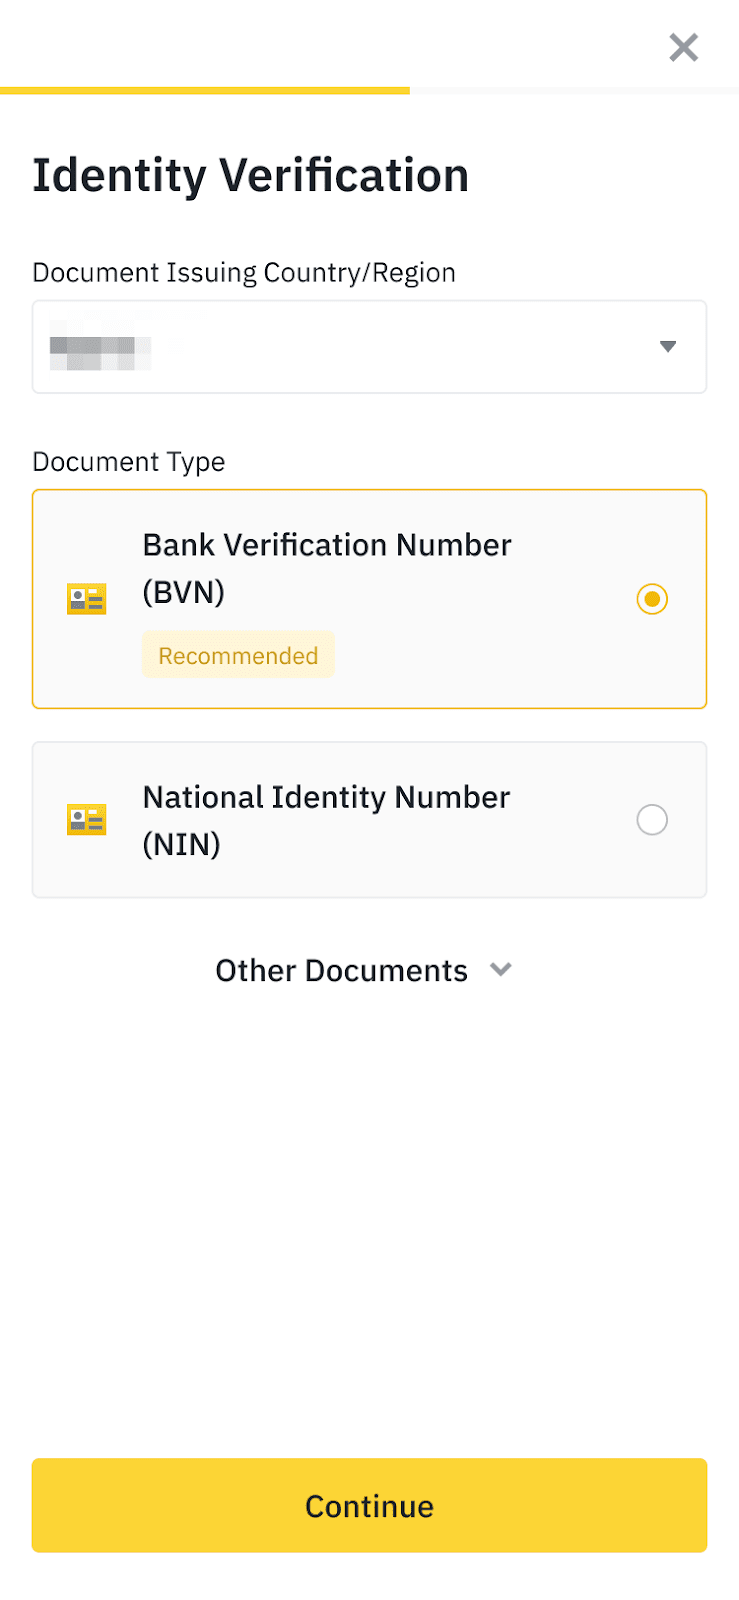 Identity Verification
Document Issuing Country/Region
Document Type
Bank Verification Number
(BVN)
Recommended
National Identity Number
(NIN)
Other Documents
Continue